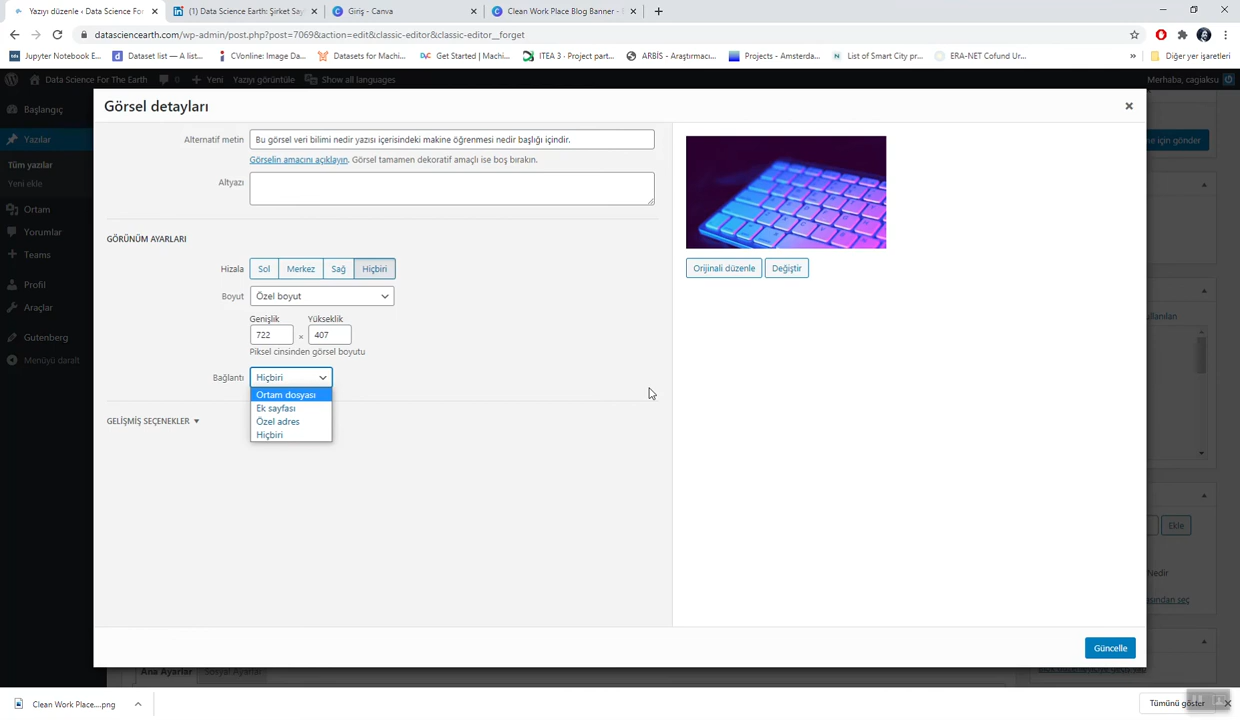 Yazıyı düzenle ‹ Data Science For
(1) Data Science Earth: Şirket Say
Giriş - Canva
Clean Work Place Blog Banner - E
datascienceearth.com/wp-admin/post.php?post=7069&action=edit&classic-editor&classic-editor__forget
Jupyter Notebook E...
Dataset list — A list...
CVonline: Image Da...
Datasets for Machi...
Get Started | Machi...
ITEA 3 · Project part...
ARBİS - Araştırmacı...
Projects - Amsterda...
List of Smart City pr...
ERA-NET Cofund Ur...
»
Diğer yer işaretleri
Data Science For The Earth
0
Yeni
Yazıyı görüntüle
Show all languages
Merhaba, cagiaksu
Başlangıç
Yazılar
Tüm yazılar
Yeni ekle
Ortam
Yorumlar
Teams
Profil
Araçlar
Gutenberg
Menüyü daralt
Görsel detayları
Alternatif metin
Bu görsel veri bilimi nedir yazısı içerisindeki makine öğrenmesi nedir başlığı içindir.
Görselin amacını açıklayın. Görsel tamamen dekoratif amaçlı ise boş bırakın.
Altyazı
GÖRÜNÜM AYARLARI
Hizala
Sol
Merkez
Sağ
Hiçbiri
Boyut
Özel boyut
Genişlik
Yükseklik
722
×
407
Piksel cinsinden görsel boyutu
Bağlantı
Hiçbiri
Ortam dosyası
Ek sayfası
Özel adres
Hiçbiri
GELİŞMİŞ SEÇENEKLER
Orijinali düzenle
Değiştir
Güncelle
se için gönder
ullanılan
Ekle
Nedir
asından seç
Ana Ayarlar
Sosyal Ayarlar
Clean Work Place....png
Tümünü göster